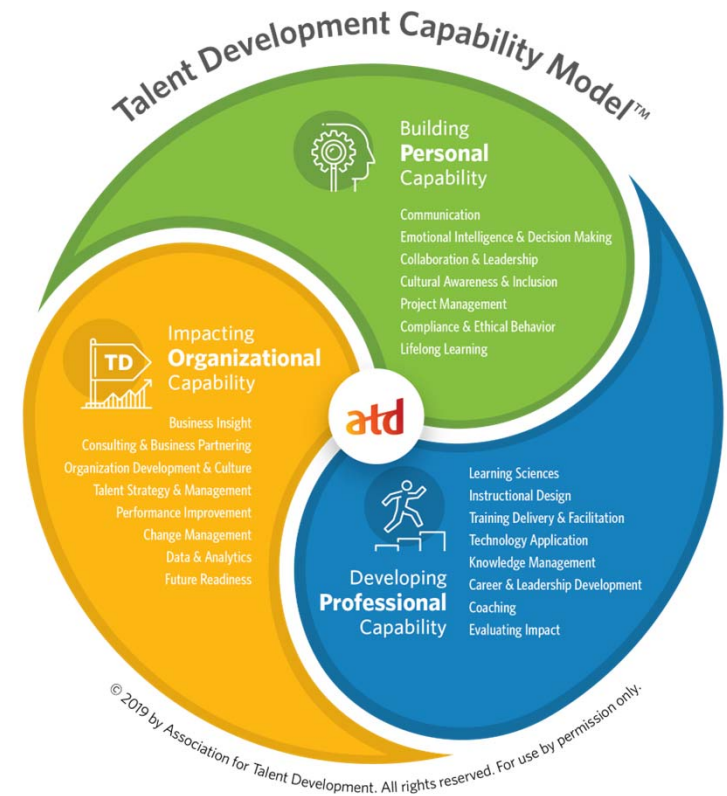 Talent Development Capability Model™
Building
Personal
Capability
Communication
Emotional Intelligence & Decision Making
Collaboration & Leadership
Cultural Awareness & Inclusion
Project Management
Compliance & Ethical Behavior
Lifelong Learning
TD
Impacting
Organizational
Capability
Business Insight
Consulting & Business Partnering
Organization Development & Culture
Talent Strategy & Management
Performance Improvement
Change Management
Data & Analytics
Future Readiness
atd
Developing
Professional
Capability
Learning Sciences
Instructional Design
Training Delivery & Facilitation
Technology Application
Knowledge Management
Career & Leadership Development
Coaching
Evaluating Impact
© 2019 by Association for Talent Development. All rights reserved. For use by permission only.